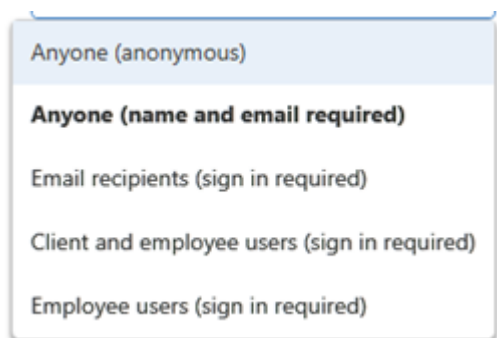 Anyone (anonymous)
Anyone (name and email required)
Email recipients (sign in required)
Client and employee users (sign in required)
Employee users (sign in required)